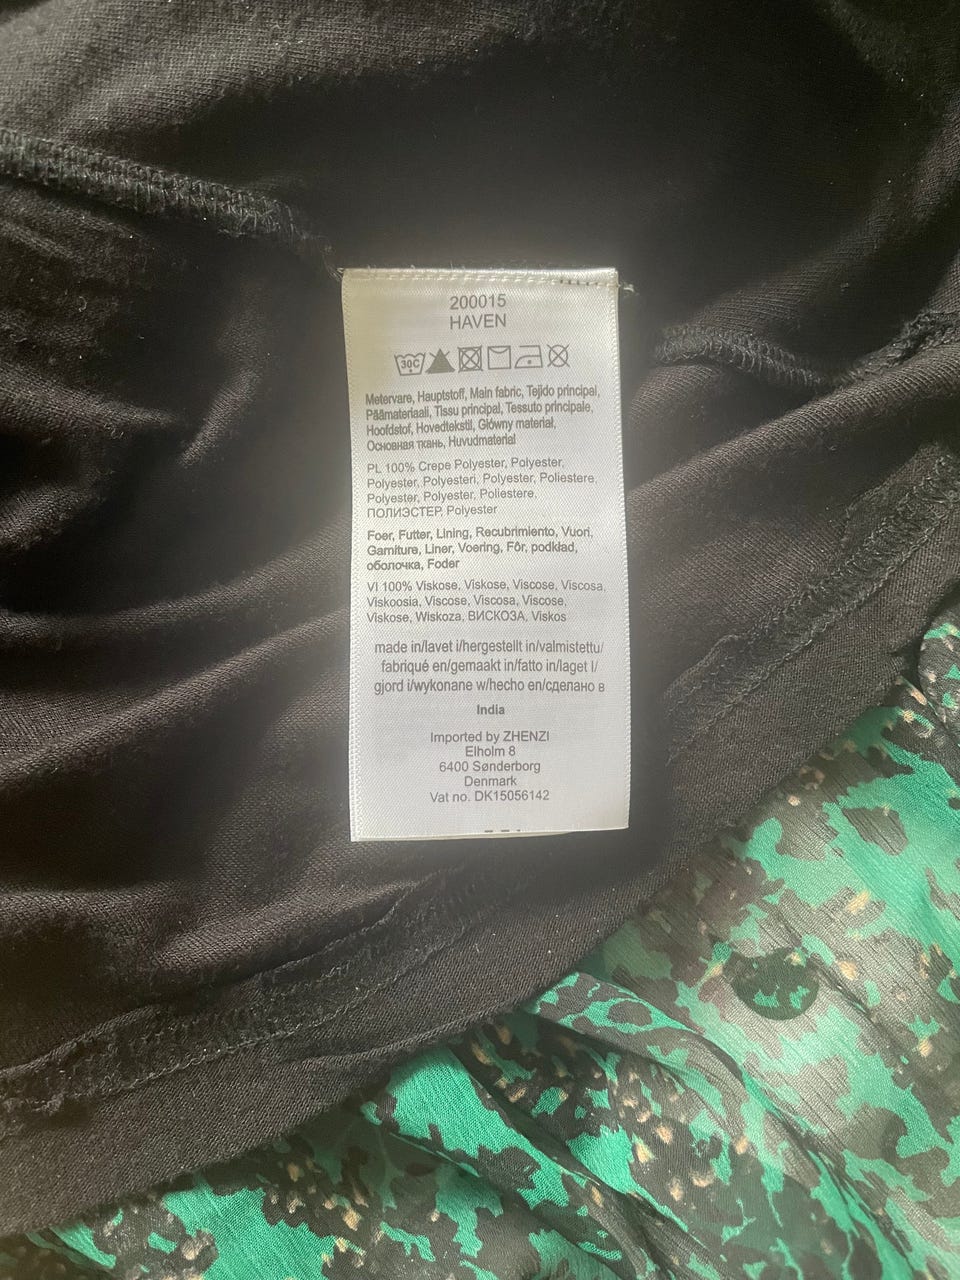 200015
HAVEN
30C
Metervare, Hauptstoff, Main fabric, Tejido principal,
Päämateriaali, Tissu principal, Tessuto principale,
Hoofdstof, Hovedtekstil, Główny material,
Основная ткань, Huvudmaterial
PL 100% Crepe Polyester, Polyester,
Polyester, Polyesteri, Polyester, Poliestere,
Polyester, Polyester, Poliestere,
ПОЛИЭСТЕР, Polyester
Foer, Futter, Lining, Recubrimiento, Vuori,
Garniture, Liner, Voering, Fôr, podkład,
оболочка, Foder
VI 100% Viskose, Viskose, Viscose, Viscosa,
Viskoosia, Viscose, Viscosa, Viscose,
Viskose, Wiskoza, ВИСКОЗА, Viskos
made in/lavet i/hergestellt in/valmistettu/
fabriqué en/gemaakt in/fatto in/laget I/
gjord i/wykonane w/hecho en/сделано в
India
Imported by ZHENZI
Elholm 8
6400 Sønderborg
Denmark
Vat no. DK15056142